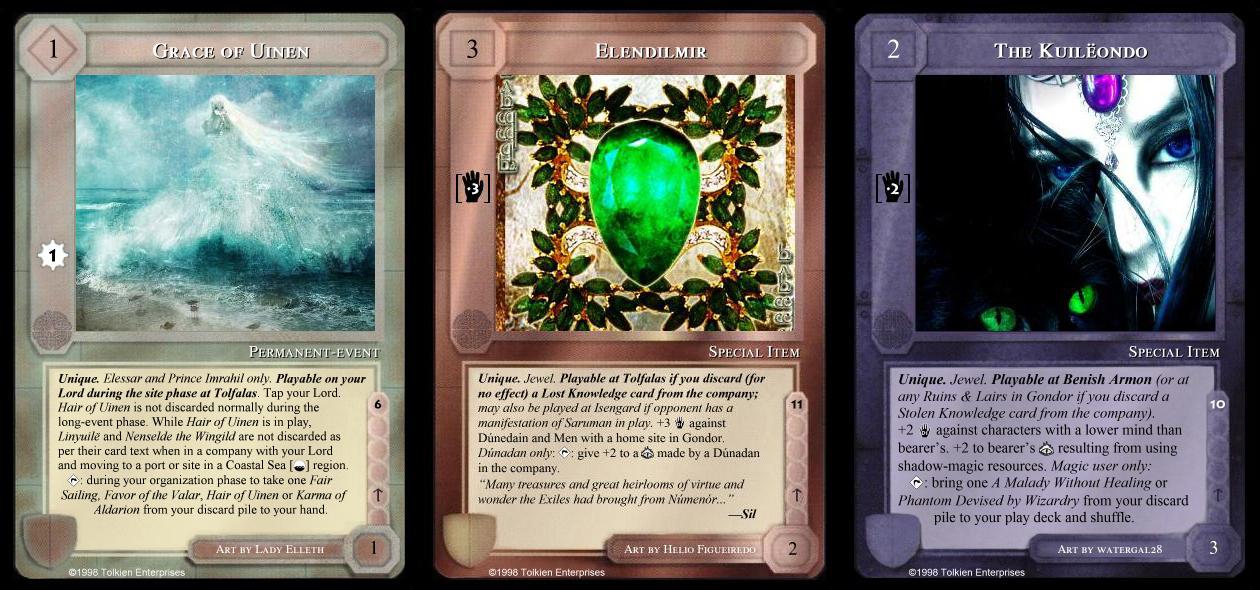 1
GRACE OF UINEN
1
PERMANENT-EVENT
Unique. Elessar and Prince Imrahil only. Playable on your
Lord during the site phase at Tolfalas. Tap your Lord.
Hair of Uinen is not discarded normally during the
long-event phase. While Hair of Uinen is in play,
Linyuilë and Nenselde the Wingild are not discarded as
per their card text when in a company with your Lord
and moving to a port or site in a Coastal Sea [ ] region.
: during your organization phase to take one Fair
Sailing, Favor of the Valar, Hair of Uinen or Karma of
Aldarion from your discard pile to your hand.
6
ART BY LADY ELLETH
1
©1998 Tolkien Enterprises
3
ELENDILMIR
[3]
SPECIAL ITEM
Unique. Jewel. Playable at Tolfalas if you discard (for
no effect) a Lost Knowledge card from the company;
may also be played at Isengard if opponent has a
manifestation of Saruman in play. +3 against
Dúnedain and Men with a home site in Gondor.
Dúnadan only: : give +2 to a made by a Dúnadan
in the company.
“Many treasures and great heirlooms of virtue and
wonder the Exiles had brought from Númenór...”
—Sil
11
ART BY HELIO FIGUEIREDO
2
©1998 Tolkien Enterprises
2
THE KUILËONDO
[2]
SPECIAL ITEM
Unique. Jewel. Playable at Benish Armon (or at
any Ruins & Lairs in Gondor if you discard a
Stolen Knowledge card from the company).
+2 against characters with a lower mind than
bearer’s. +2 to bearer’s resulting from using
shadow-magic resources. Magic user only:
: bring one A Malady Without Healing or
Phantom Devised by Wizardry from your discard
pile to your play deck and shuffle.
10
ART BY WATERGAL28
3
©1998 Tolkien Enterprises